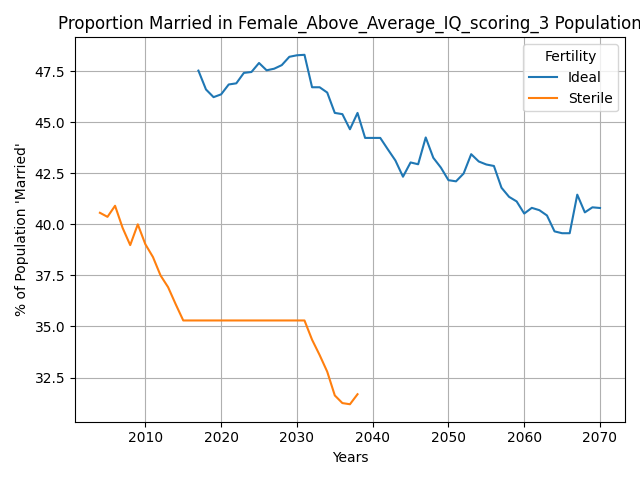 Proportion Married in Female_Above_Average_IQ_scoring_3 Population
Fertility
Ideal
Sterile
% of Population 'Married'
47.5
45.0
42.5
40.0
37.5
35.0
32.5
2010 2020 2030 2040 2050 2060 2070
Years